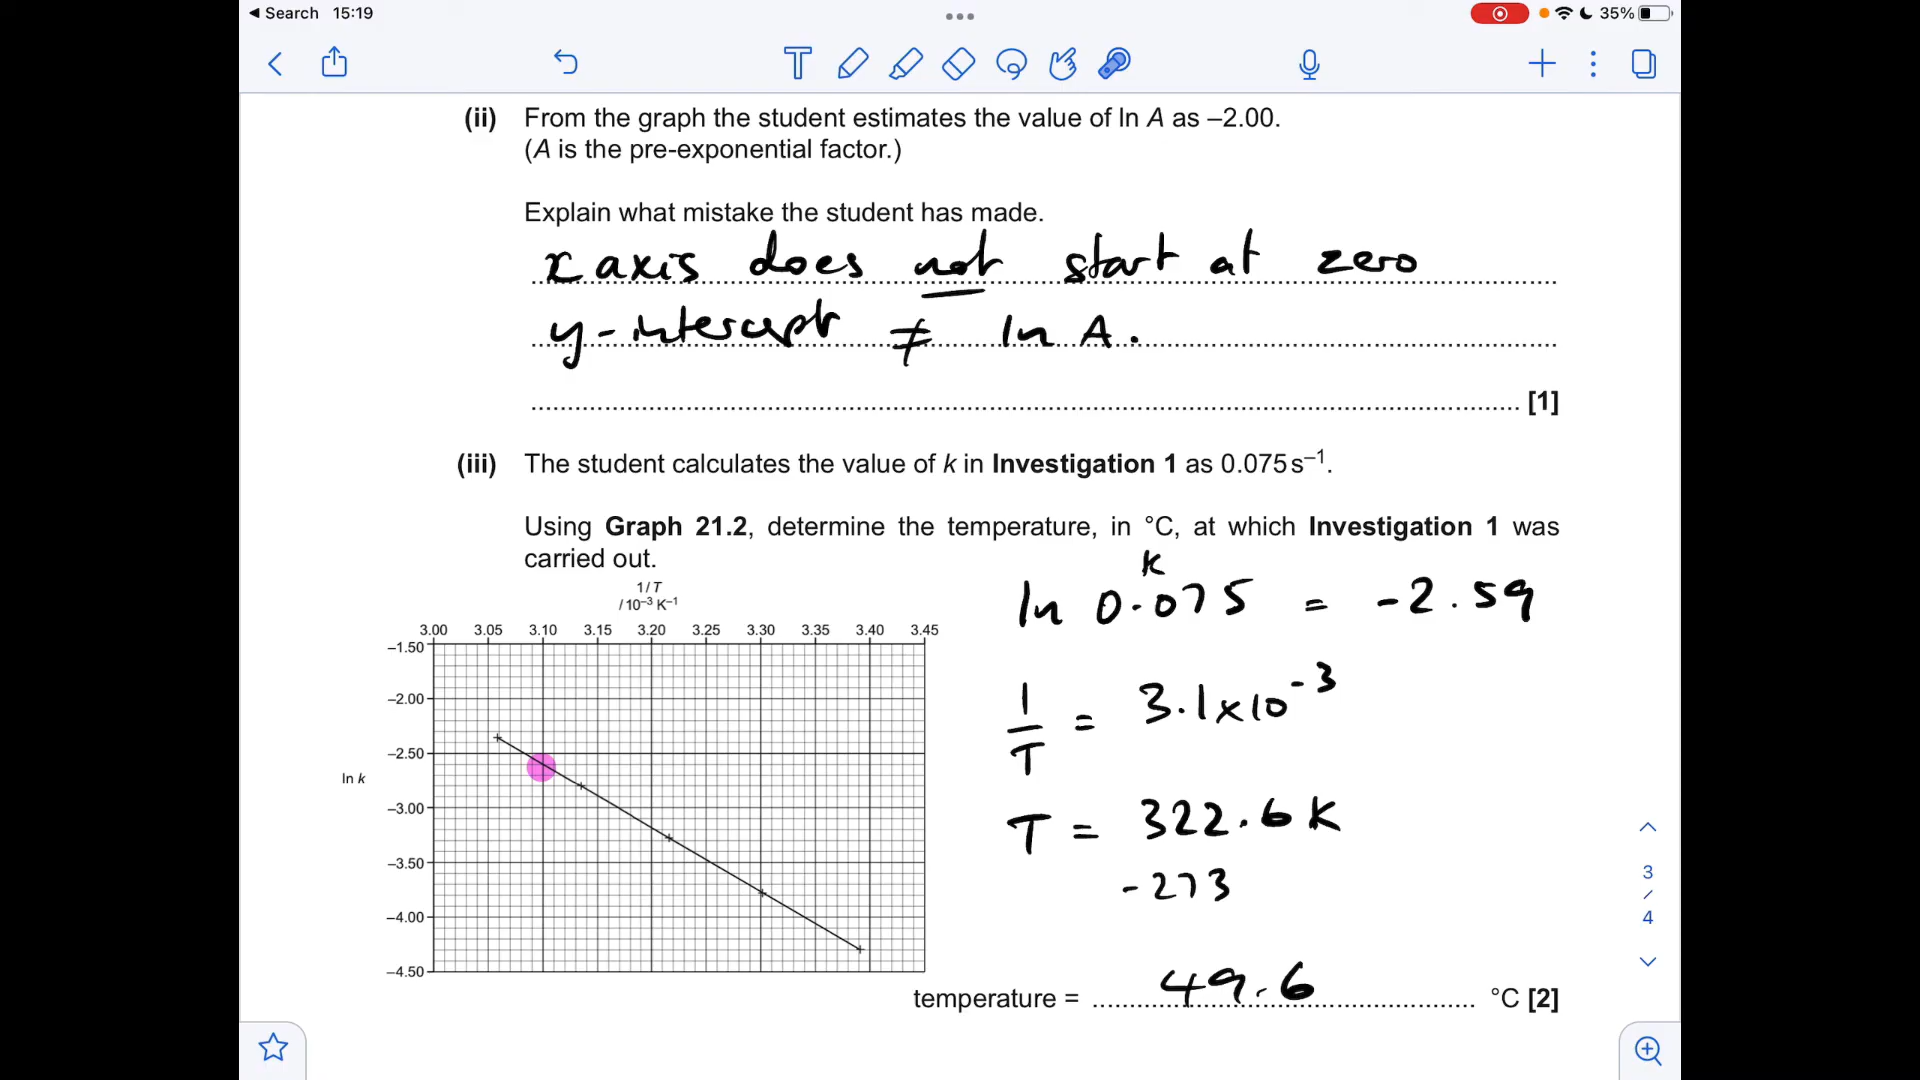 Search 15:19
35%
(ii) From the graph the student estimates the value of ln A as –2.00.
(A is the pre-exponential factor.)
Explain what mistake the student has made.
x axis does not start at zero
y-intercept ≠ ln A.
[1]
(iii) The student calculates the value of k in Investigation 1 as 0.075 s⁻¹.
Using Graph 21.2, determine the temperature, in °C, at which Investigation 1 was
carried out.
k
ln 0.075 = -2.59
1/T
/10⁻³ K⁻¹
3.00 3.05 3.10 3.15 3.20 3.25 3.30 3.35 3.40 3.45
–1.50
–2.00
–2.50
ln k
–3.00
–3.50
–4.00
–4.50
1/T = 3.1x10⁻³
T = 322.6 K
-273
temperature = 49.6 °C [2]
3
/
4